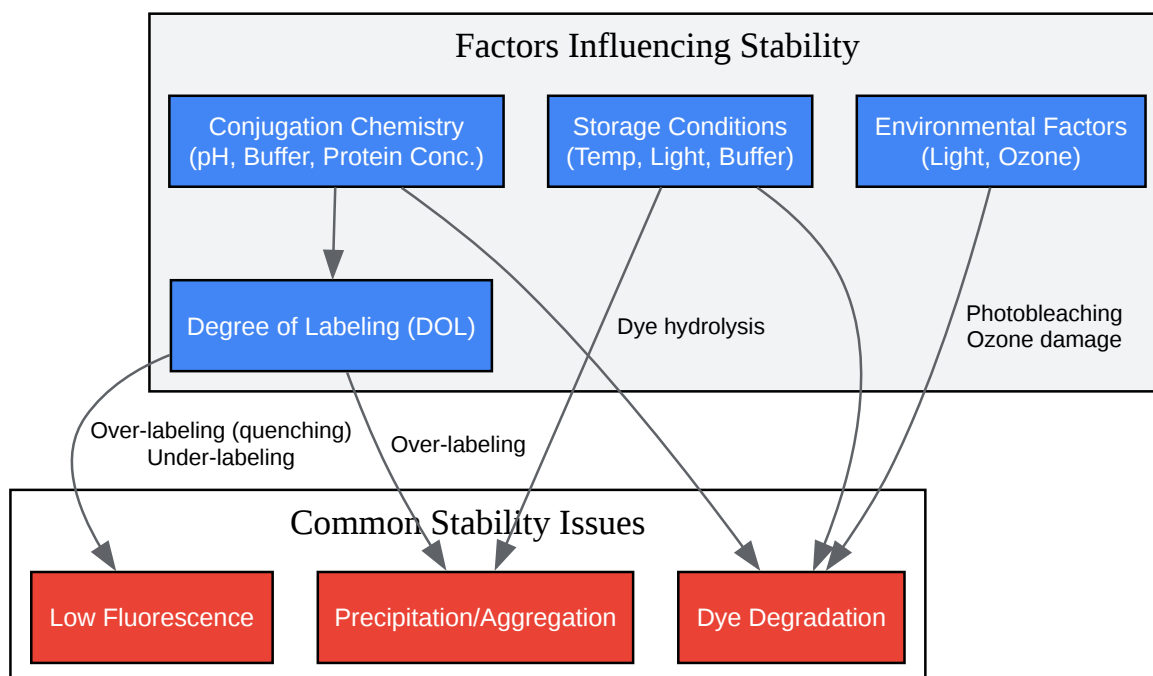 Factors Influencing Stability
Conjugation Chemistry
(pH, Buffer, Protein Conc.)
Storage Conditions
(Temp, Light, Buffer)
Environmental Factors
(Light, Ozone)
Degree of Labeling (DOL)
Dye hydrolysis
Photobleaching
Ozone damage
Over-labeling (quenching)
Under-labeling
Over-labeling
Common Stability Issues
Low Fluorescence
Precipitation/Aggregation
Dye Degradation